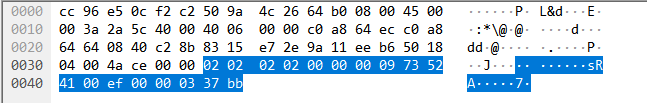 0000 cc 96 e5 0c f2 c2 50 9a 4c 26 64 b0 08 00 45 00 ······P· L&d···E·
0010 00 3a 2a 5c 40 00 40 06 00 00 c0 a8 64 ec c0 a8 ·:*\@·@· ····d···
0020 64 64 08 40 c2 8b 83 15 e7 2e 9a 11 ee b6 50 18 dd·@···· ·.····P·
0030 04 00 4a ce 00 00 02 02 02 02 00 00 00 09 73 52 ··J····· ······sR
0040 41 00 ef 00 00 03 37 bb A·····7·